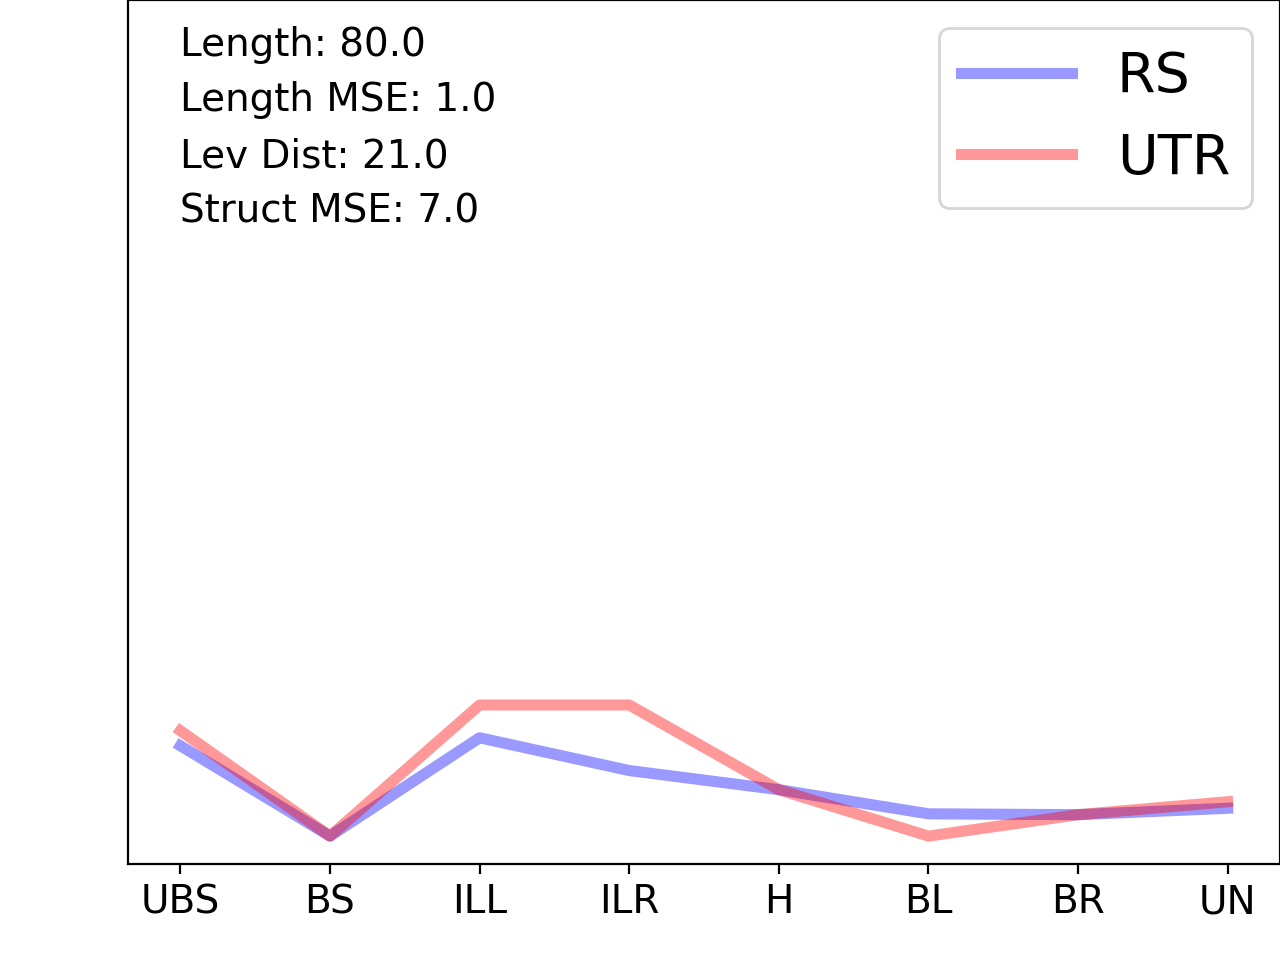 Length: 80.0
Length MSE: 1.0
Lev Dist: 21.0
Struct MSE: 7.0
RS
UTR
UBS BS ILL ILR H BL BR UN